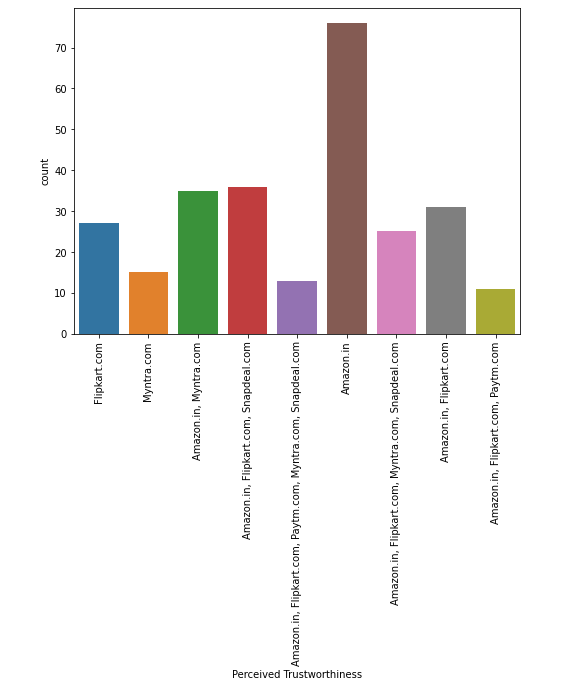 count
70
60
50
40
30
20
10
0
Flipkart.com
Myntra.com
Amazon.in, Myntra.com
Amazon.in, Flipkart.com, Snapdeal.com
Amazon.in, Flipkart.com, Paytm.com, Myntra.com, Snapdeal.com
Amazon.in
Amazon.in, Flipkart.com, Myntra.com, Snapdeal.com
Amazon.in, Flipkart.com
Amazon.in, Flipkart.com, Paytm.com
Perceived Trustworthiness